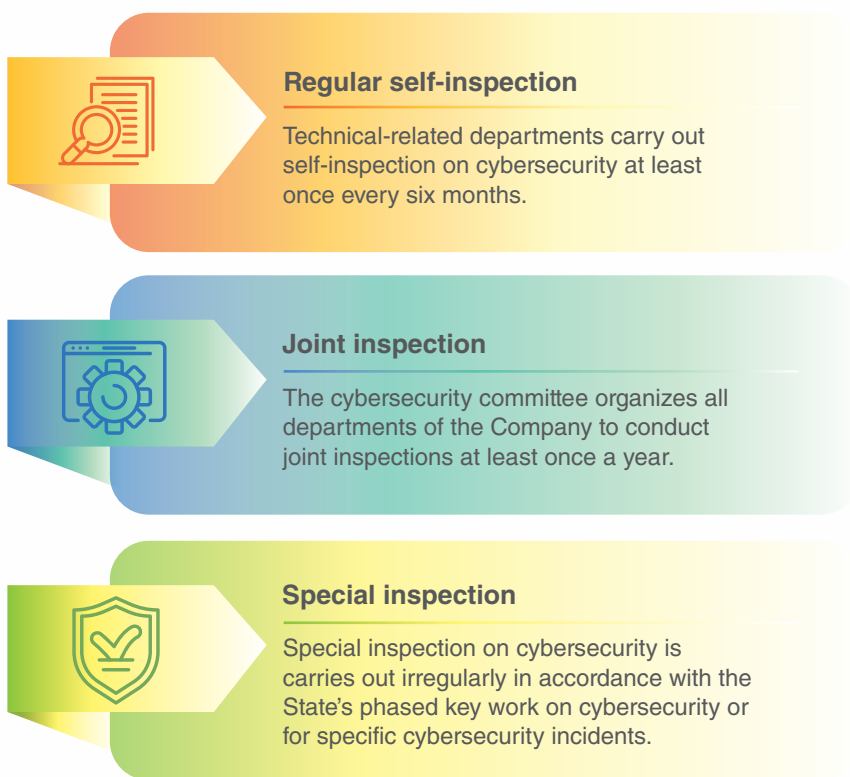 Regular self-inspection
Technical-related departments carry out
self-inspection on cybersecurity at least
once every six months.
Joint inspection
The cybersecurity committee organizes all
departments of the Company to conduct
joint inspections at least once a year.
Special inspection
Special inspection on cybersecurity is
carries out irregularly in accordance with the
State’s phased key work on cybersecurity or
for specific cybersecurity incidents.